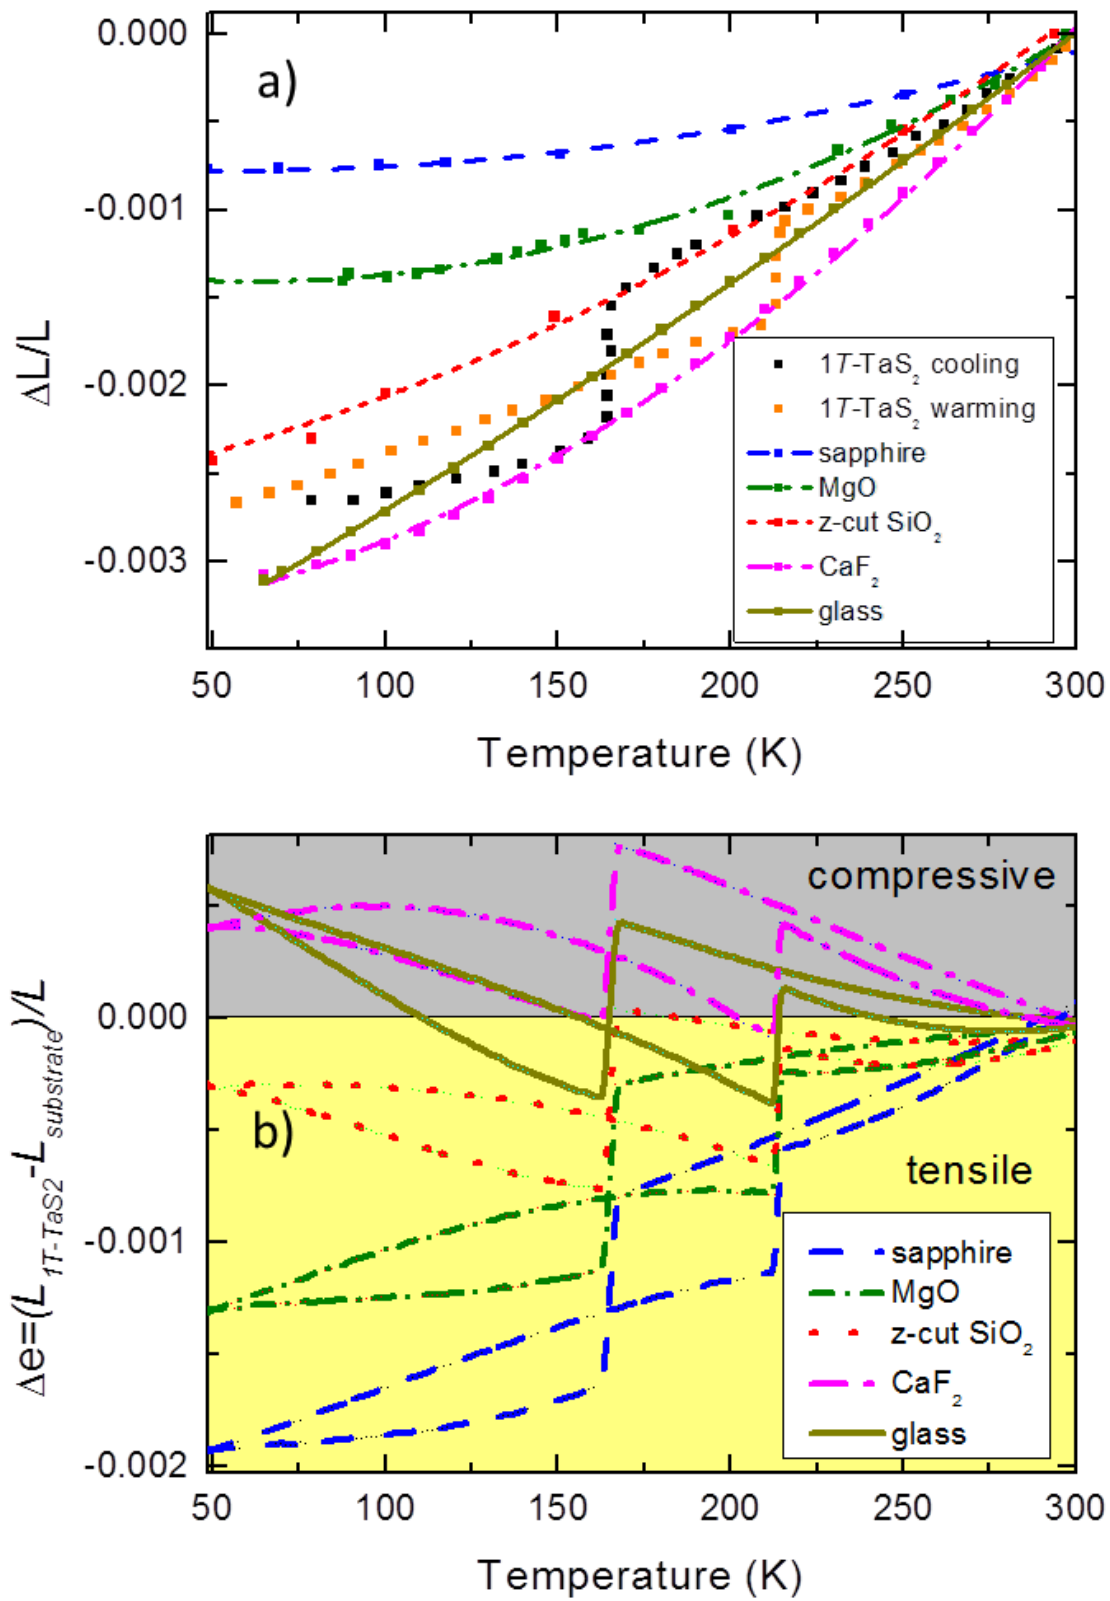 a)
0.000
-0.001
-0.002
-0.003
ΔL/L
1T-TaS₂ cooling
1T-TaS₂ warming
sapphire
MgO
z-cut SiO₂
CaF₂
glass
50 100 150 200 250 300
Temperature (K)
compressive
0.000
-0.001
-0.002
Δe=(L₁T-TaS2-Lsubstrate)/L
b)
tensile
sapphire
MgO
z-cut SiO₂
CaF₂
glass
50 100 150 200 250 300
Temperature (K)